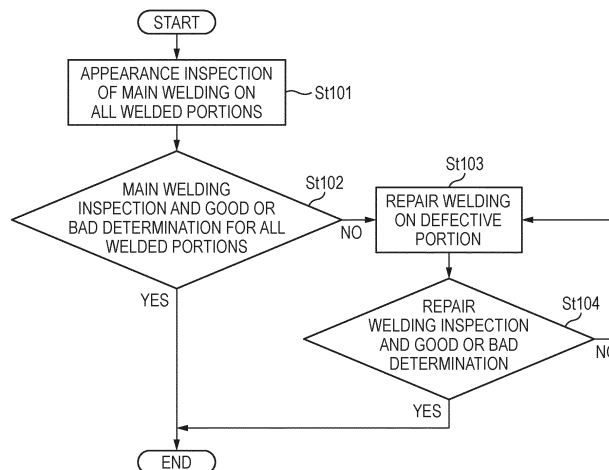 START
APPEARANCE INSPECTION
OF MAIN WELDING ON
ALL WELDED PORTIONS
St101
MAIN WELDING
INSPECTION AND GOOD OR
BAD DETERMINATION FOR ALL
WELDED PORTIONS
St102
NO
YES
St103
REPAIR WELDING
ON DEFECTIVE
PORTION
REPAIR
WELDING INSPECTION
AND GOOD OR BAD
DETERMINATION
St104
NO
YES
END